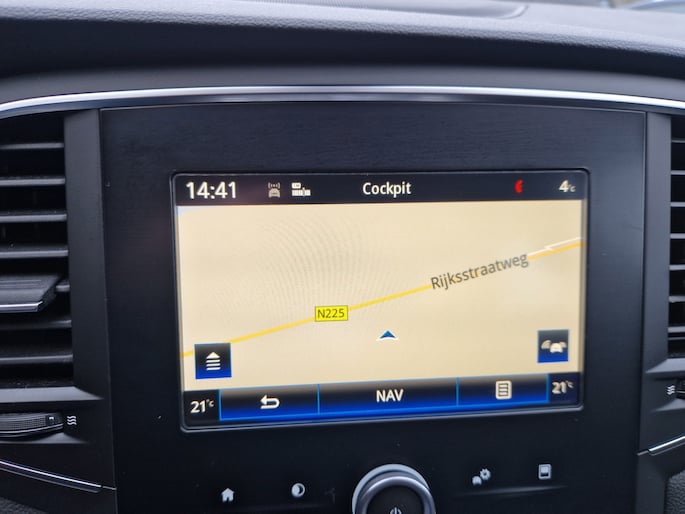 14:41 Cockpit 4°C
Rijksstraatweg
N225
21°C NAV 21°C